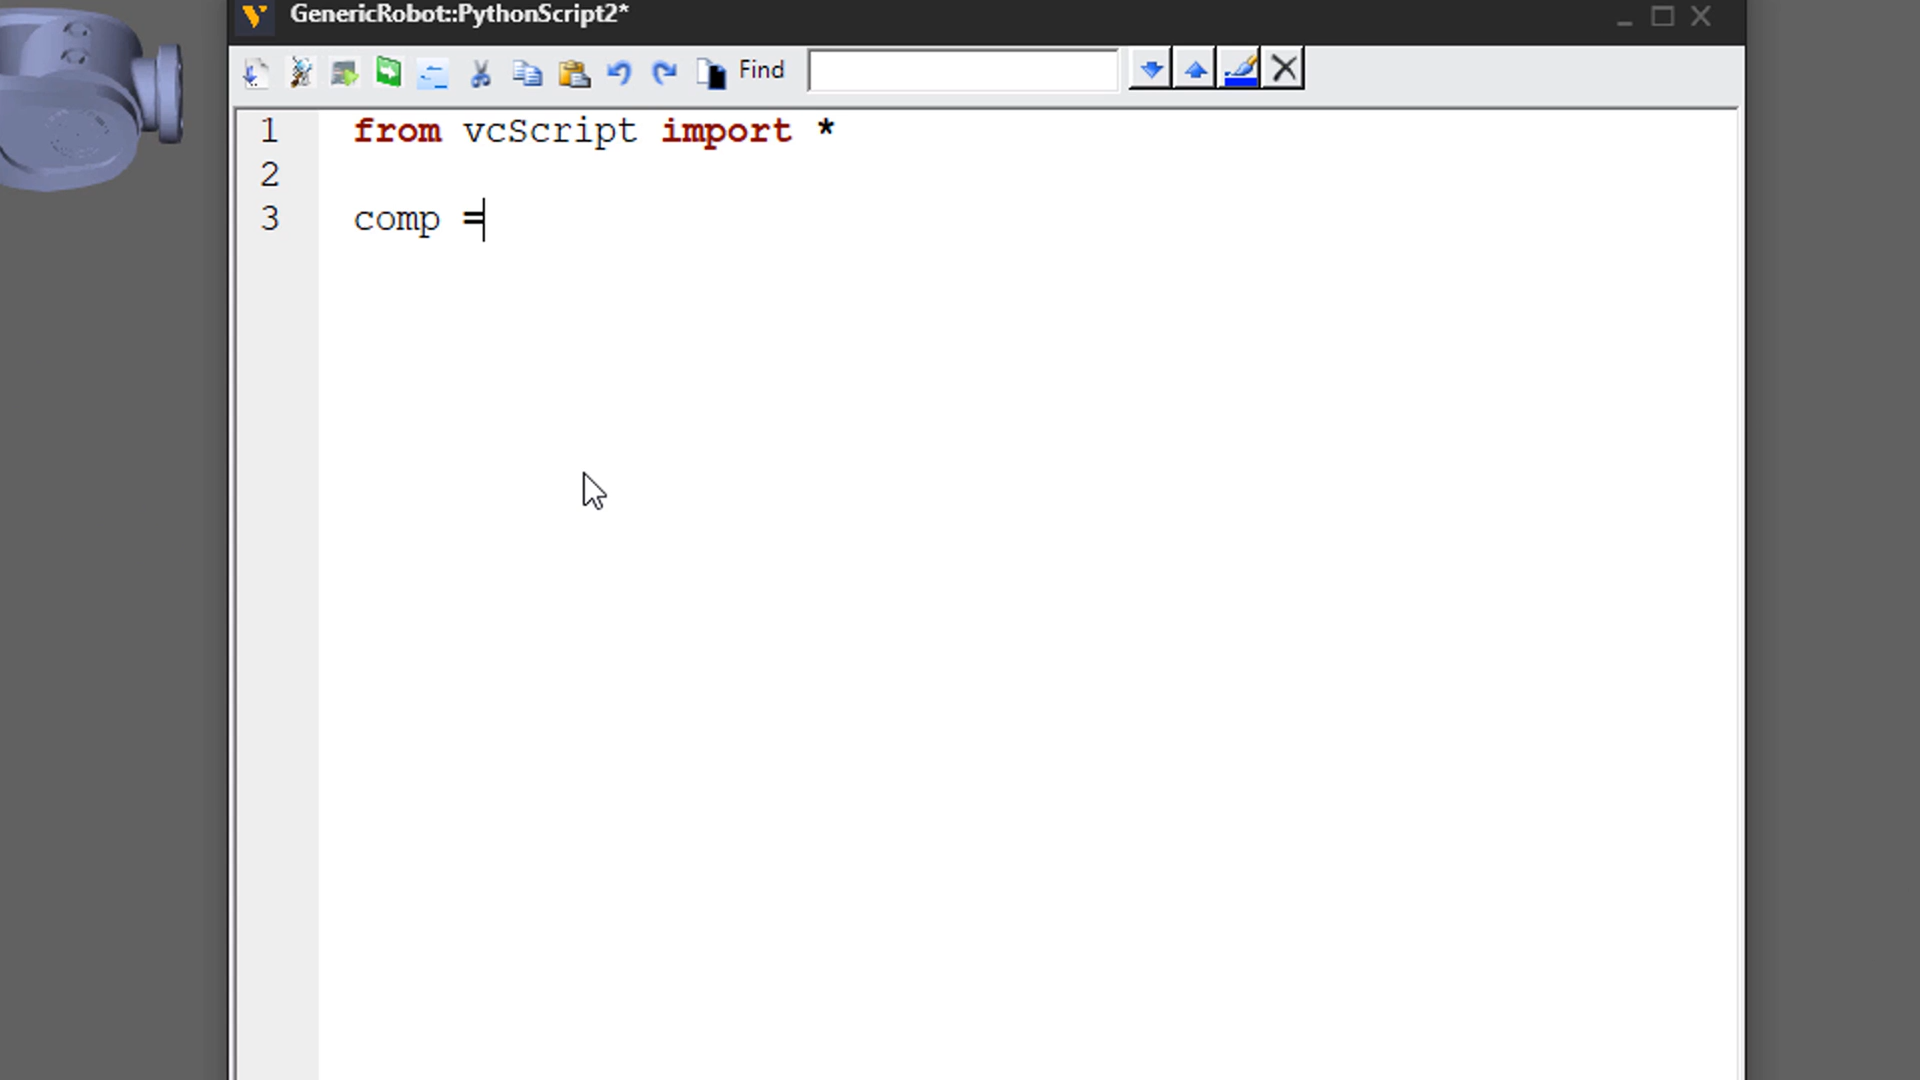 GenericRobot::PythonScript2*
Find
1 from vcScript import *
2
3 comp =